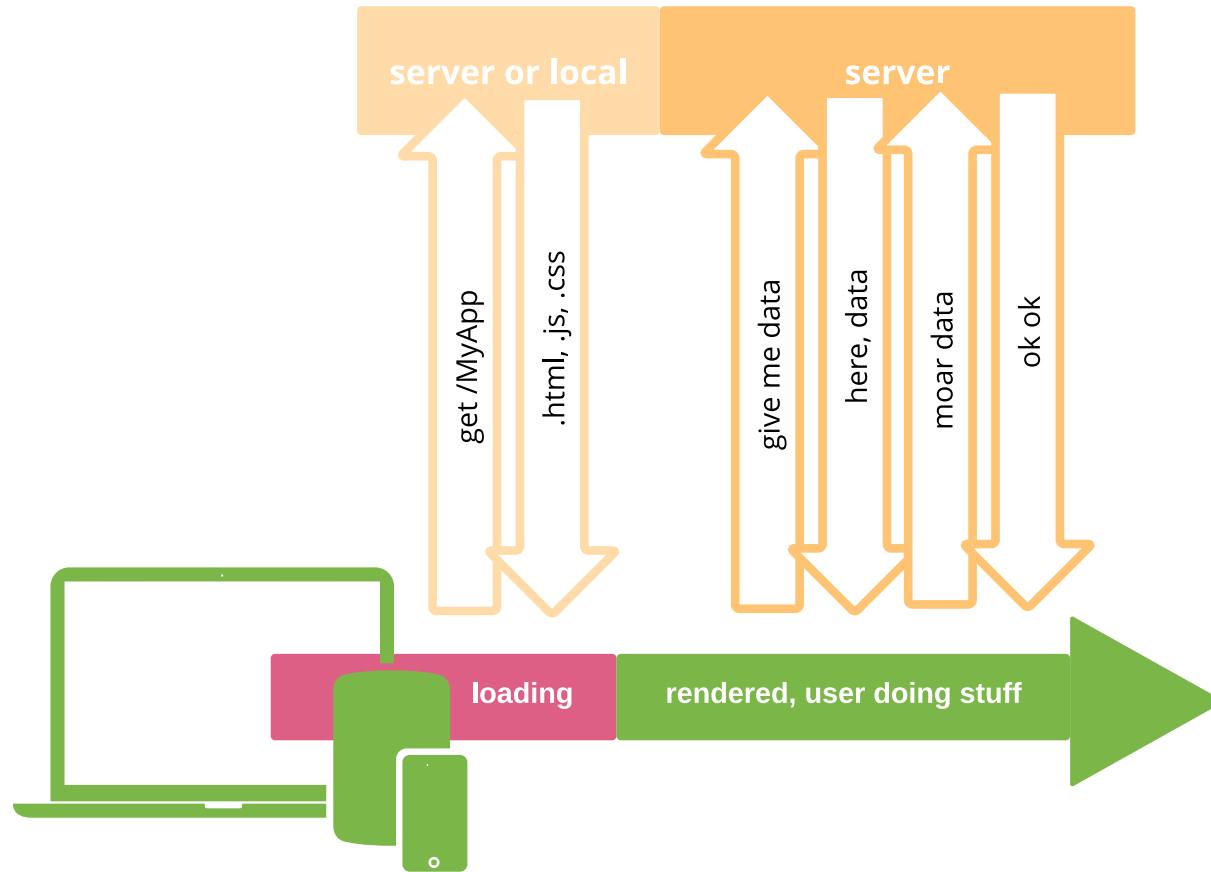 server or local
server
get /MyApp
.html, .js, .css
give me data
here, data
moar data
ok ok
loading
rendered, user doing stuff